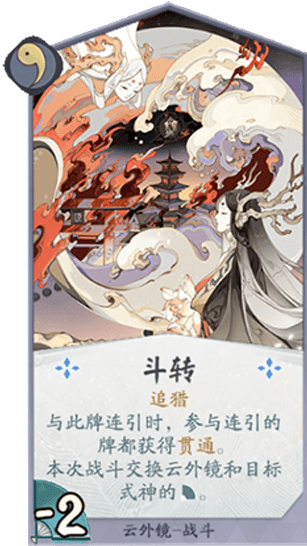 斗转
追猎
与此牌连引时，参与连引的
牌都获得贯通。
本次战斗交换云外镜和目标
式神的。
-2
云外镜-战斗